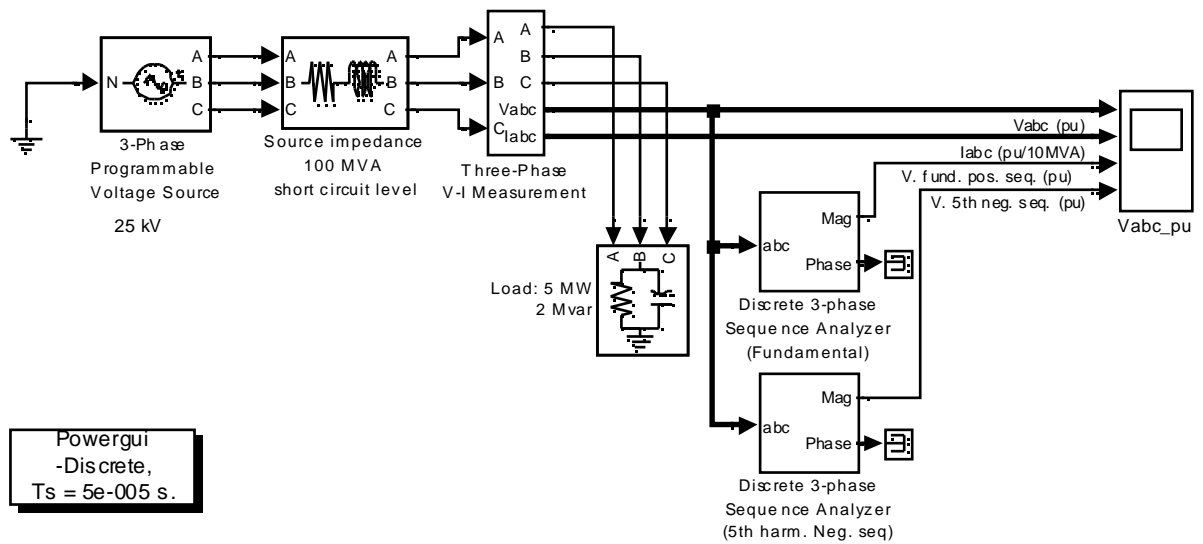 N
A
B
C
3-Phase
Programmable
Voltage Source
25 kV
A
B
C
A
B
C
Source impedance
100 MVA
short circuit level
A
B
C
A
B
C
Vabc
Iabc
Three-Phase
V-I Measurement
A
B
C
Load: 5 MW
2 Mvar
Vabc (pu)
Iabc (pu/10MVA)
V. fund. pos. seq. (pu)
V. 5th neg. seq. (pu)
Vabc_pu
abc
Mag
Phase
Discrete 3-phase
Sequence Analyzer
(Fundamental)
abc
Mag
Phase
Discrete 3-phase
Sequence Analyzer
(5th harm. Neg. seq)
Powergui
-Discrete,
Ts = 5e-005 s.